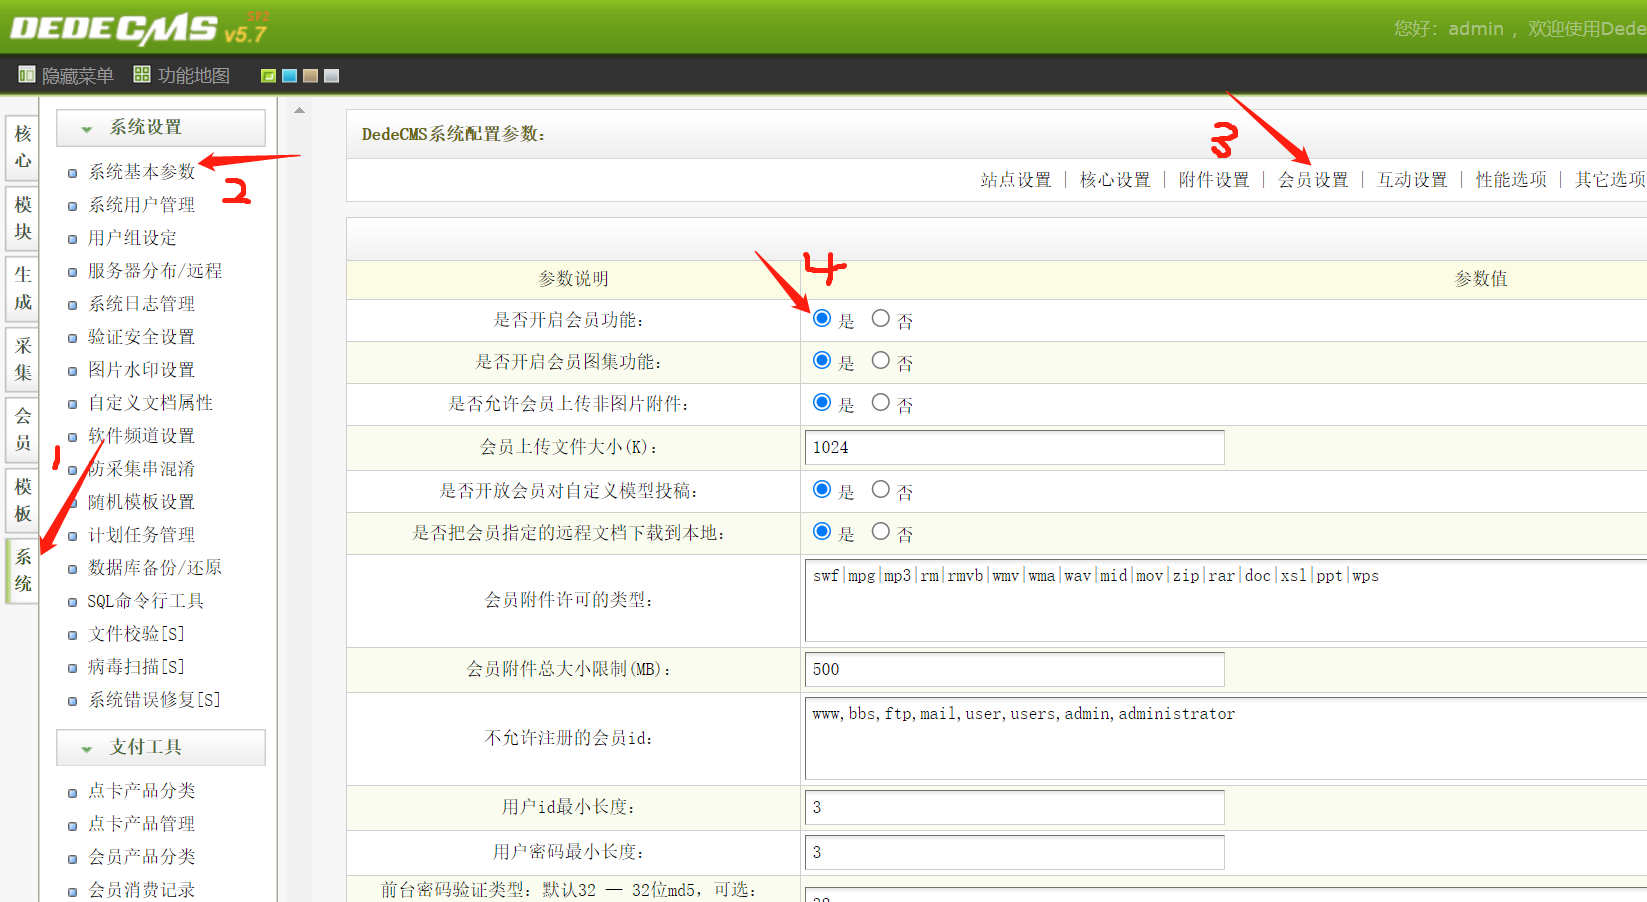 DEDECMS v5.7 SP2
您好：admin ，欢迎使用Dede
隐藏菜单 功能地图
核心
模块
生成
采集
会员
模板
系统
系统设置
系统基本参数
系统用户管理
用户组设定
服务器分布/远程
系统日志管理
验证安全设置
图片水印设置
自定义文档属性
软件频道设置
防采集串混淆
随机模板设置
计划任务管理
数据库备份/还原
SQL命令行工具
文件校验[S]
病毒扫描[S]
系统错误修复[S]
支付工具
点卡产品分类
点卡产品管理
会员产品分类
会员消费记录
1
2
3
4
DedeCMS系统配置参数：
站点设置 | 核心设置 | 附件设置 | 会员设置 | 互动设置 | 性能选项 | 其它选项
参数说明 参数值
是否开启会员功能： 是 否
是否开启会员图集功能： 是 否
是否允许会员上传非图片附件： 是 否
会员上传文件大小(K)： 1024
是否开放会员对自定义模型投稿： 是 否
是否把会员指定的远程文档下载到本地： 是 否
会员附件许可的类型： swf|mpg|mp3|rm|rmvb|wmv|wma|wav|mid|mov|zip|rar|doc|xsl|ppt|wps
会员附件总大小限制(MB)： 500
不允许注册的会员id： www,bbs,ftp,mail,user,users,admin,administrator
用户id最小长度： 3
用户密码最小长度： 3
前台密码验证类型：默认32 — 32位md5，可选：